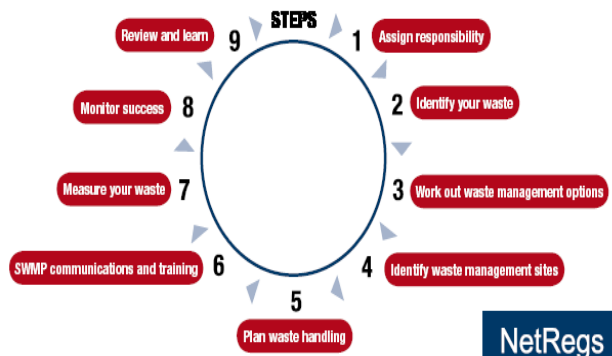 STEPS
1 Assign responsibility
2 Identify your waste
3 Work out waste management options
4 Identify waste management sites
5
Plan waste handling
SWMP communications and training 6
Measure your waste 7
Monitor success 8
Review and learn 9
NetRegs